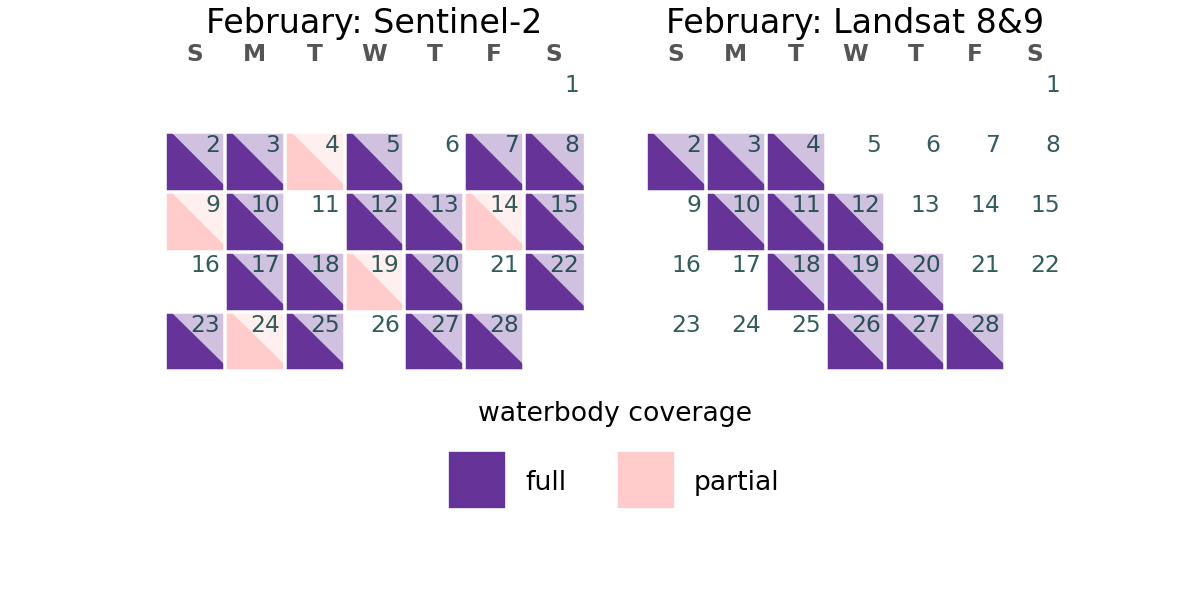 February: Sentinel-2
S M T W T F S
1
2 3 4 5 6 7 8
9 10 11 12 13 14 15
16 17 18 19 20 21 22
23 24 25 26 27 28
February: Landsat 8&9
S M T W T F S
1
2 3 4 5 6 7 8
9 10 11 12 13 14 15
16 17 18 19 20 21 22
23 24 25 26 27 28
waterbody coverage
full partial